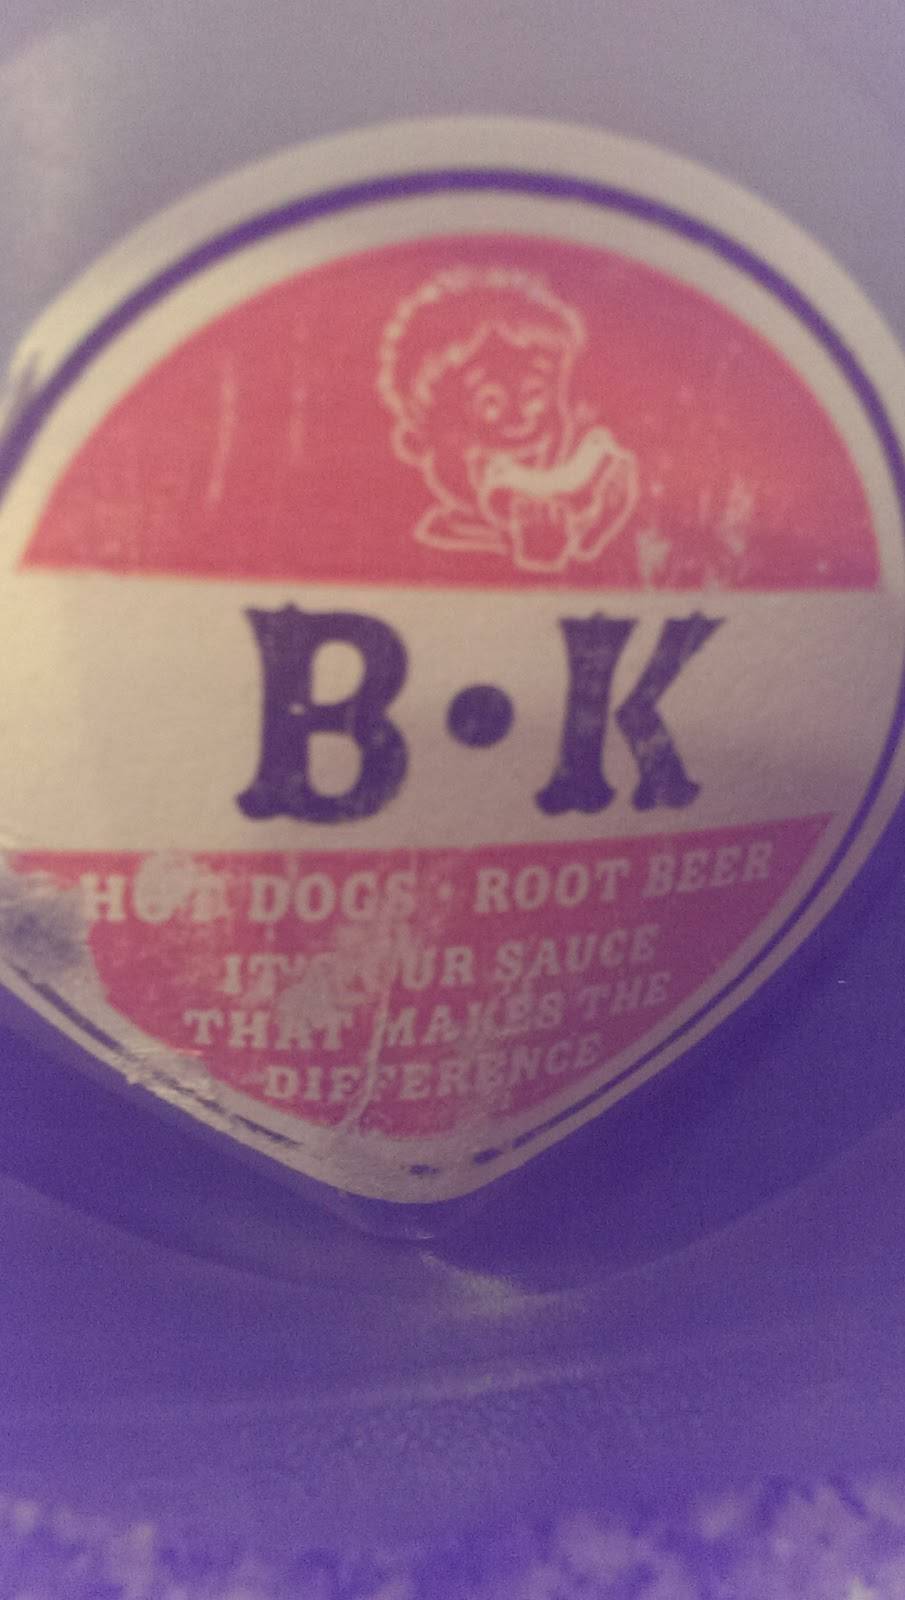 B•K
HOT DOGS • ROOT BEER
IT'S OUR SAUCE
THAT MAKES THE
DIFFERENCE